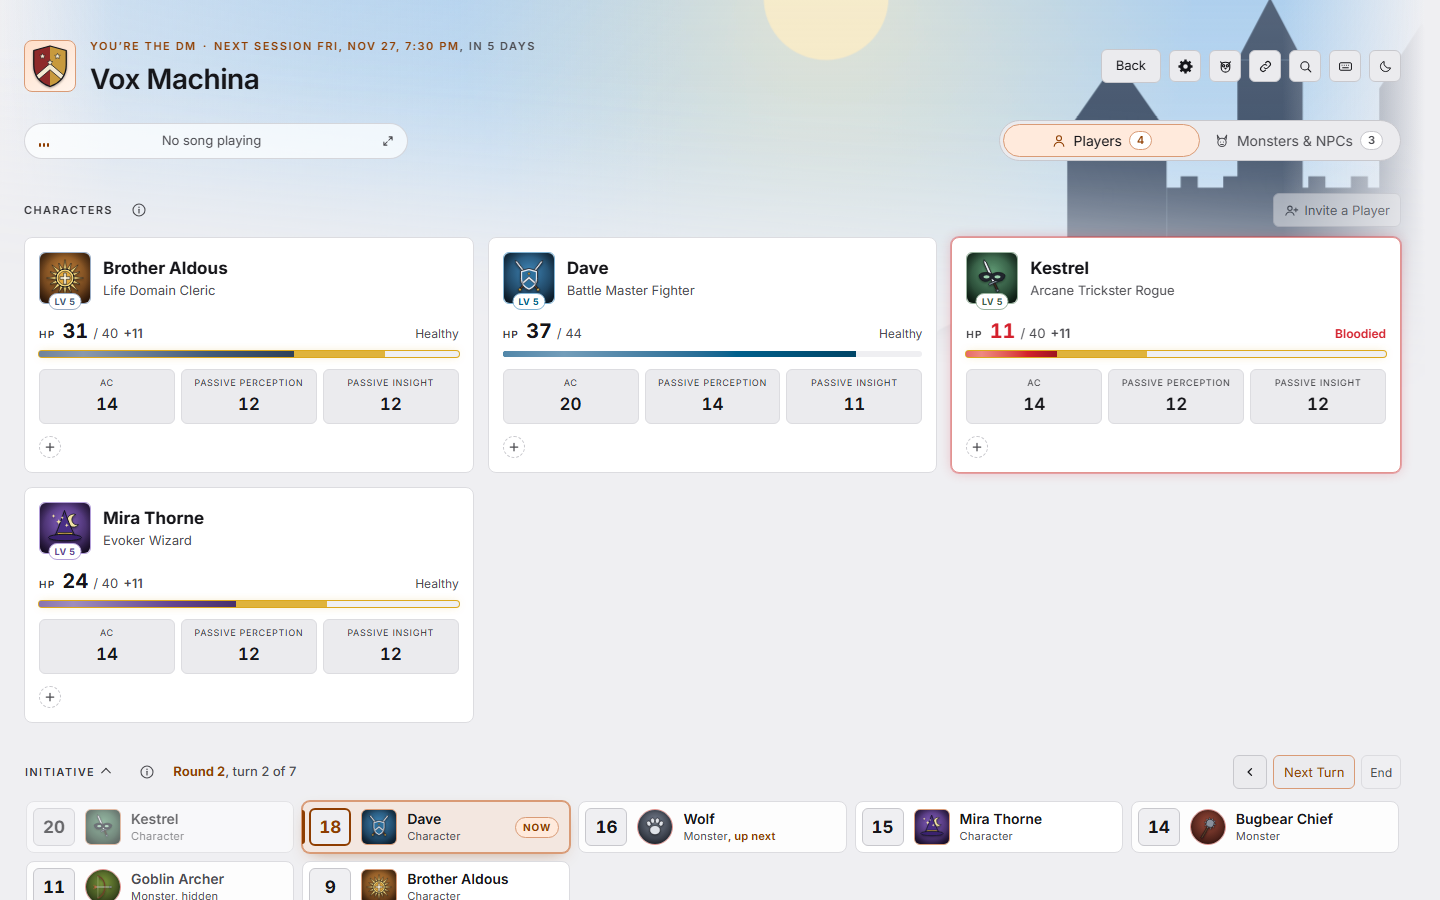 YOU'RE THE DM · NEXT SESSION FRI, NOV 27, 7:30 PM, IN 5 DAYS
Vox Machina
Back
No song playing
Players 4
Monsters & NPCs 3
CHARACTERS
Invite a Player
Brother Aldous
Life Domain Cleric
LV 5
HP 31 / 40 +11
Healthy
AC
14
PASSIVE PERCEPTION
12
PASSIVE INSIGHT
12
Dave
Battle Master Fighter
LV 5
HP 37 / 44
Healthy
AC
20
PASSIVE PERCEPTION
14
PASSIVE INSIGHT
11
Kestrel
Arcane Trickster Rogue
LV 5
HP 11 / 40 +11
Bloodied
AC
14
PASSIVE PERCEPTION
12
PASSIVE INSIGHT
12
Mira Thorne
Evoker Wizard
LV 5
HP 24 / 40 +11
Healthy
AC
14
PASSIVE PERCEPTION
12
PASSIVE INSIGHT
12
INITIATIVE
Round 2, turn 2 of 7
Next Turn
End
20
Kestrel
Character
18
Dave
Character
NOW
16
Wolf
Monster, up next
15
Mira Thorne
Character
14
Bugbear Chief
Monster
11
Goblin Archer
Monster, hidden
9
Brother Aldous
Character